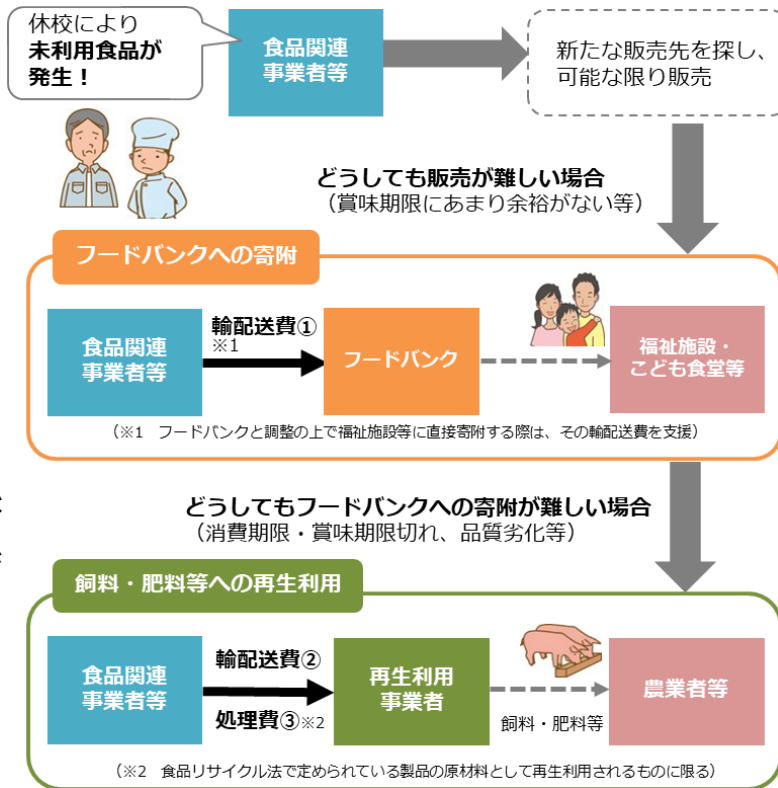 休校により
未利用食品が
発生！
食品関連
事業者等
新たな販売先を探し、
可能な限り販売
どうしても販売が難しい場合
（賞味期限にあまり余裕がない等）
フードバンクへの寄附
食品関連
事業者等
輸配送費①
※1
フードバンク
福祉施設・
こども食堂等
（※1　フードバンクと調整の上で福祉施設等に直接寄附する際は、その輸配送費を支援）
どうしてもフードバンクへの寄附が難しい場合
（消費期限・賞味期限切れ、品質劣化等）
飼料・肥料等への再生利用
食品関連
事業者等
輸配送費②
処理費③※2
再生利用
事業者
飼料・肥料等
農業者等
（※2　食品リサイクル法で定められている製品の原材料として再生利用されるものに限る）